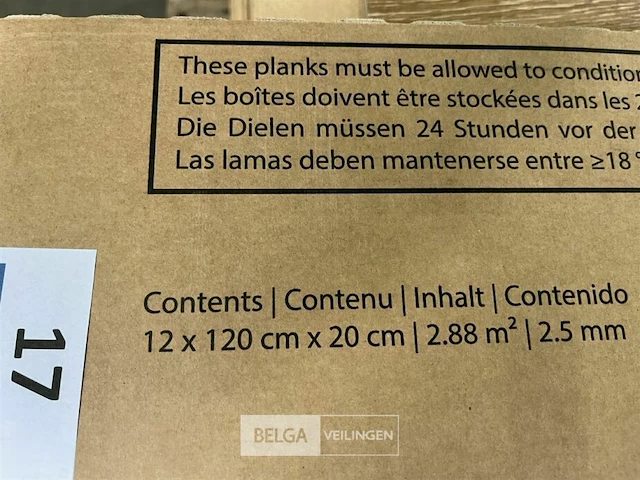 These planks must be allowed to condition
Les boîtes doivent être stockées dans les
Die Dielen müssen 24 Stunden vor der
Las lamas deben mantenerse entre ≥18
Contents | Contenu | Inhalt | Contenido
12 x 120 cm x 20 cm | 2.88 m² | 2.5 mm
17
BELGA VEILINGEN